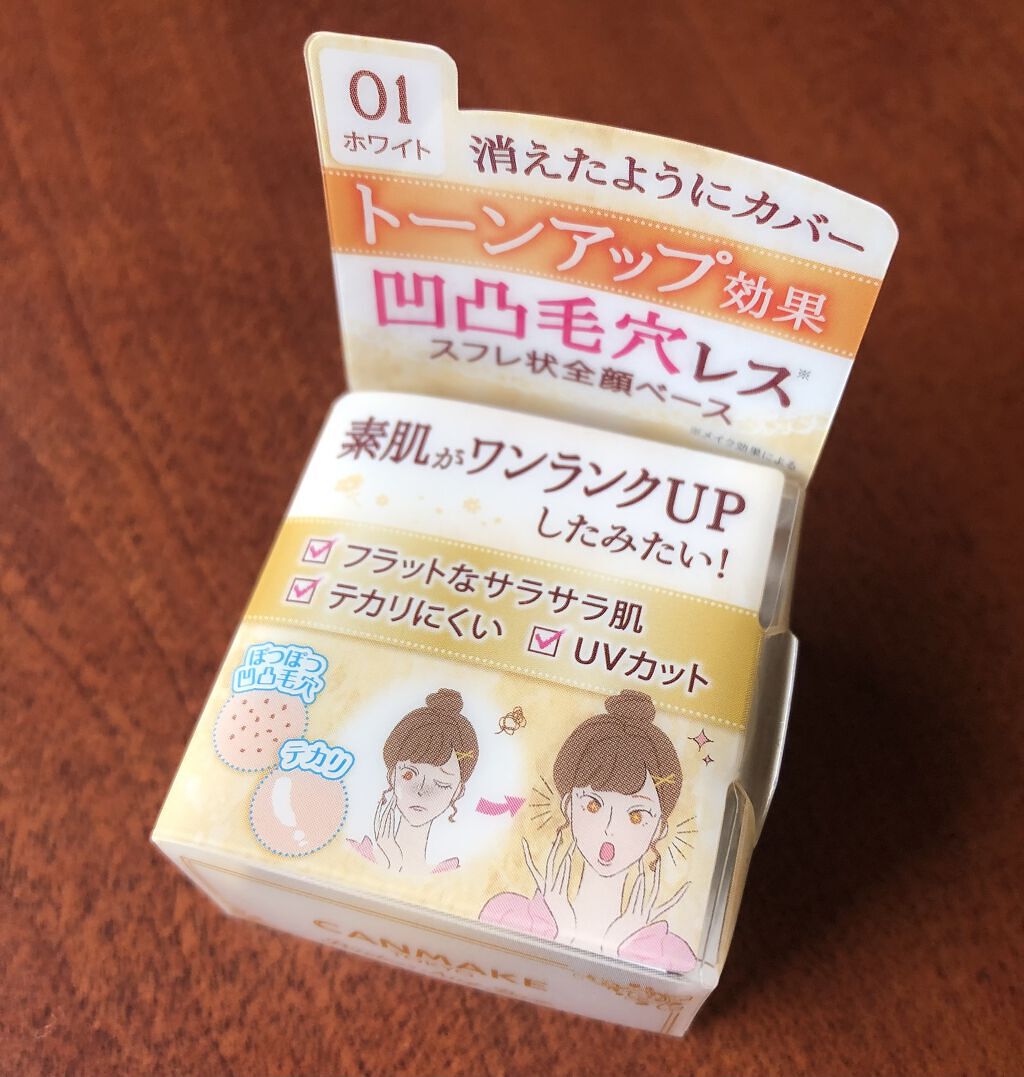 01
ホワイト
消えたようにカバー
トーンアップ効果
凹凸毛穴レス※
スフレ状全顔ベース
※メイク効果による
素肌がワンランクUP
したみたい!
フラットなサラサラ肌
テカリにくい
UVカット
ぽつぽつ
凹凸毛穴
テカリ
CANMAKE